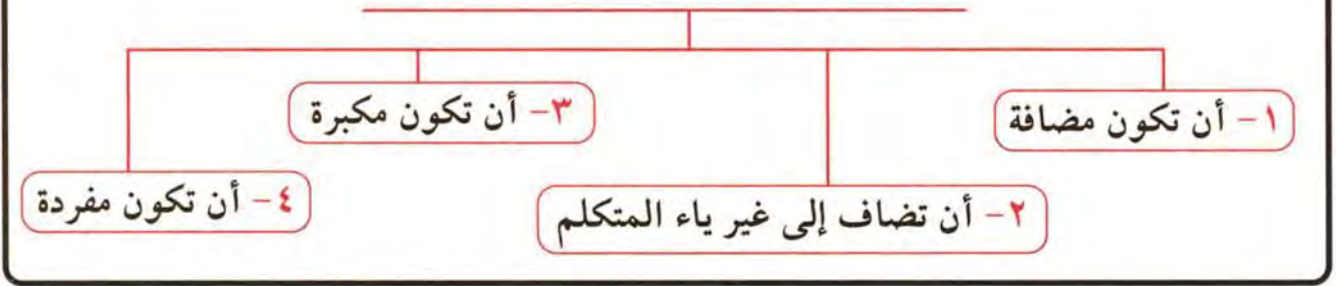 ١- أن تكون مضافة
٢- أن تضاف إلى غير ياء المتكلم
٣- أن تكون مكبرة
٤- أن تكون مفردة